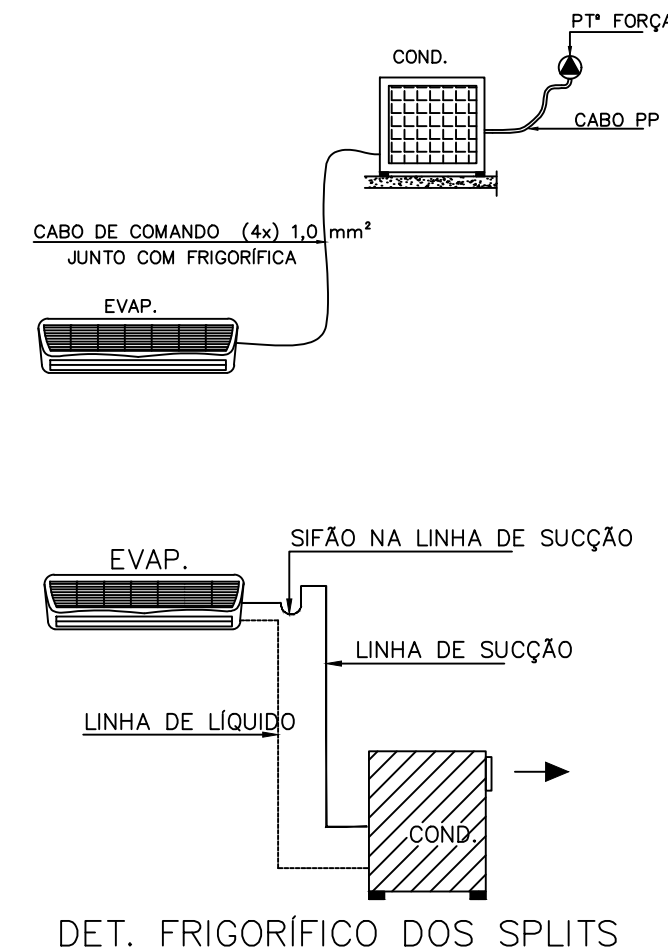 PTº FORÇA
COND.
CABO PP
CABO DE COMANDO (4x) 1,0 mm²
JUNTO COM FRIGORÍFICA
EVAP.
SIFÃO NA LINHA DE SUCÇÃO
EVAP.
LINHA DE SUCÇÃO
LINHA DE LÍQUIDO
COND.
DET. FRIGORÍFICO DOS SPLITS